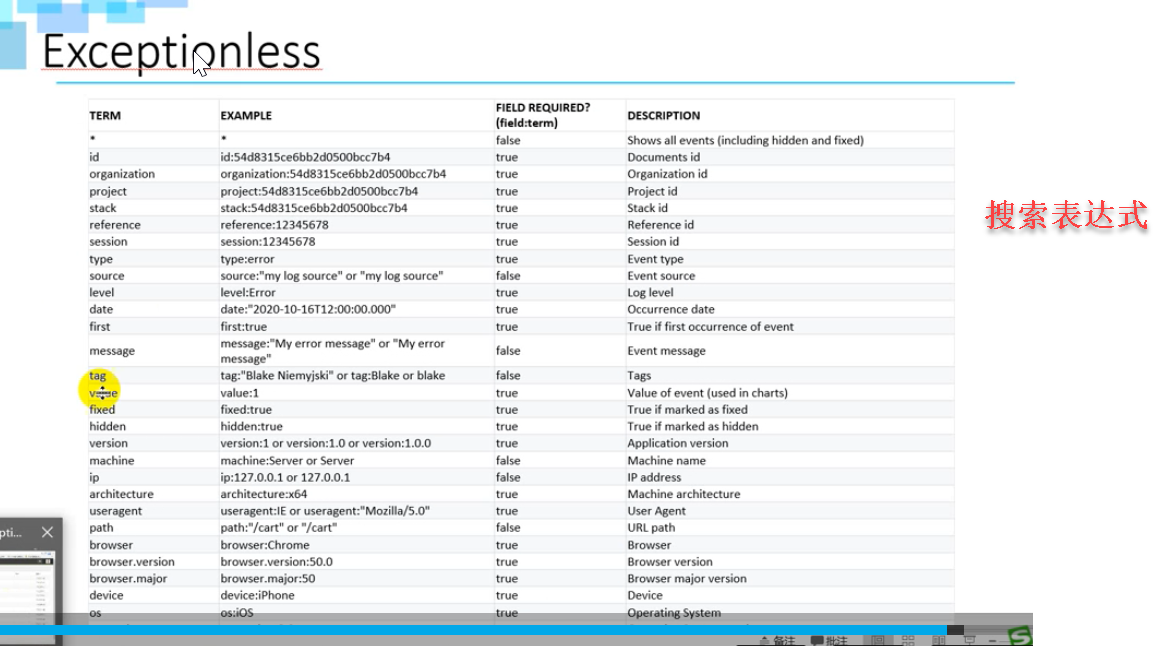 Exceptionless
TERM EXAMPLE FIELD REQUIRED? (field:term) DESCRIPTION
* * false Shows all events (including hidden and fixed)
id id:54d8315ce6bb2d0500bcc7b4 true Documents id
organization organization:54d8315ce6bb2d0500bcc7b4 true Organization id
project project:54d8315ce6bb2d0500bcc7b4 true Project id
stack stack:54d8315ce6bb2d0500bcc7b4 true Stack id
搜索表达式
reference reference:12345678 true Reference id
session session:12345678 true Session id
type type:error true Event type
source source:"my log source" or "my log source" false Event source
level level:Error true Log level
date date:"2020-10-16T12:00:00.000" true Occurrence date
first first:true true True if first occurrence of event
message message:"My error message" or "My error message" false Event message
tag tag:"Blake Niemyjski" or tag:Blake or blake false Tags
value value:1 true Value of event (used in charts)
fixed fixed:true true True if marked as fixed
hidden hidden:true true True if marked as hidden
version version:1 or version:1.0 or version:1.0.0 true Application version
machine machine:Server or Server false Machine name
ip ip:127.0.0.1 or 127.0.0.1 false IP address
architecture architecture:x64 true Machine architecture
useragent useragent:IE or useragent:"Mozilla/5.0" true User Agent
path path:"/cart" or "/cart" false URL path
pti...
browser browser:Chrome true Browser
browser.version browser.version:50.0 true Browser version
browser.major browser.major:50 true Browser major version
device device:iPhone true Device
os os:iOS true Operating System
备注 批注